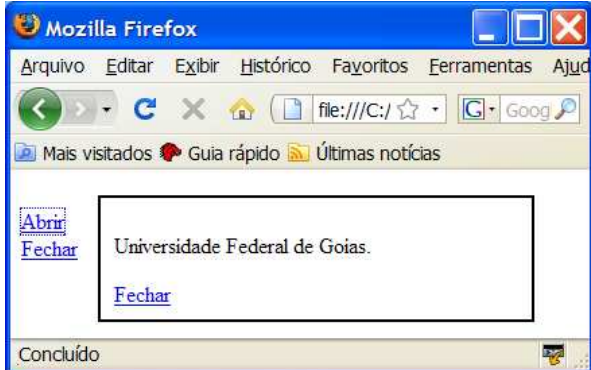 Mozilla Firefox
Arquivo Editar Exibir Histórico Favoritos Ferramentas Ajud
file:///C:/ G Goog
Mais visitados Guia rápido Últimas notícias
Abrir
Fechar
Universidade Federal de Goias.
Fechar
Concluído